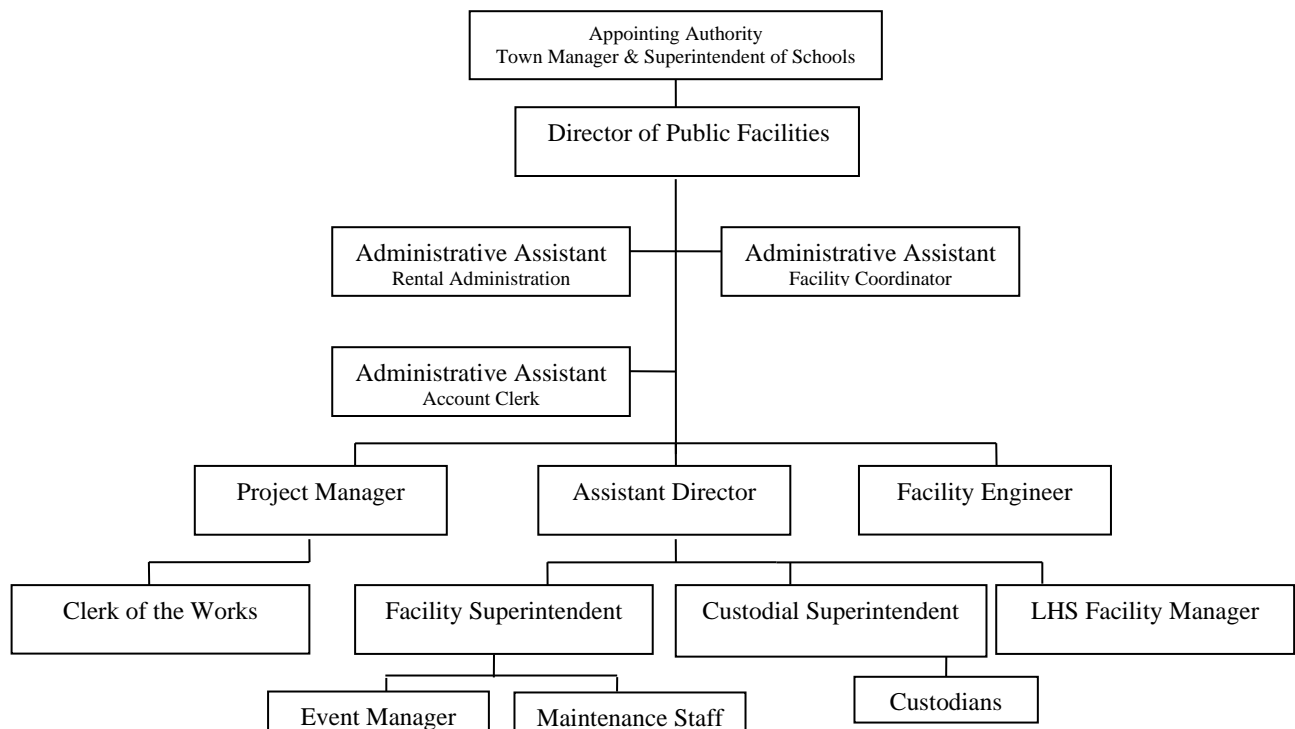 Appointing Authority
Town Manager & Superintendent of Schools
Director of Public Facilities
Administrative Assistant
Rental Administration
Administrative Assistant
Facility Coordinator
Administrative Assistant
Account Clerk
Project Manager
Assistant Director
Facility Engineer
Clerk of the Works
Facility Superintendent
Custodial Superintendent
LHS Facility Manager
Event Manager
Maintenance Staff
Custodians